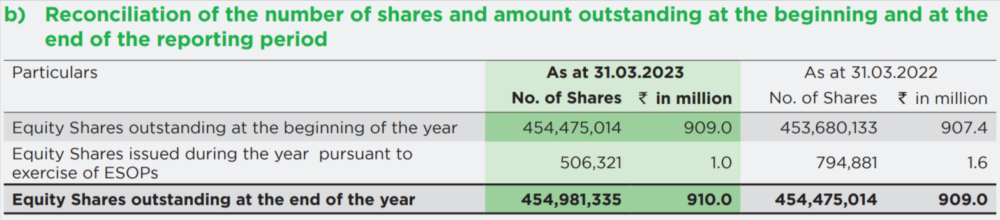 b) Reconciliation of the number of shares and amount outstanding at the beginning and at the
end of the reporting period
Particulars As at 31.03.2023 As at 31.03.2022
No. of Shares ₹ in million No. of Shares ₹ in million
Equity Shares outstanding at the beginning of the year 454,475,014 909.0 453,680,133 907.4
Equity Shares issued during the year pursuant to
exercise of ESOPs 506,321 1.0 794,881 1.6
Equity Shares outstanding at the end of the year 454,981,335 910.0 454,475,014 909.0